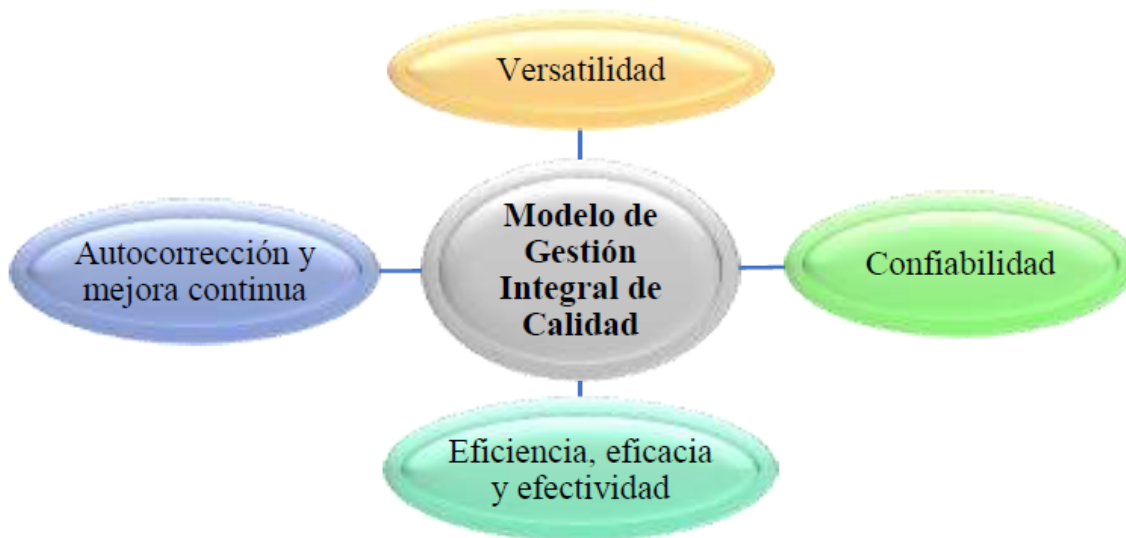 Versatilidad
Modelo de
Gestión
Integral de
Calidad
Autocorrección y
mejora continua
Confiabilidad
Eficiencia, eficacia
y efectividad